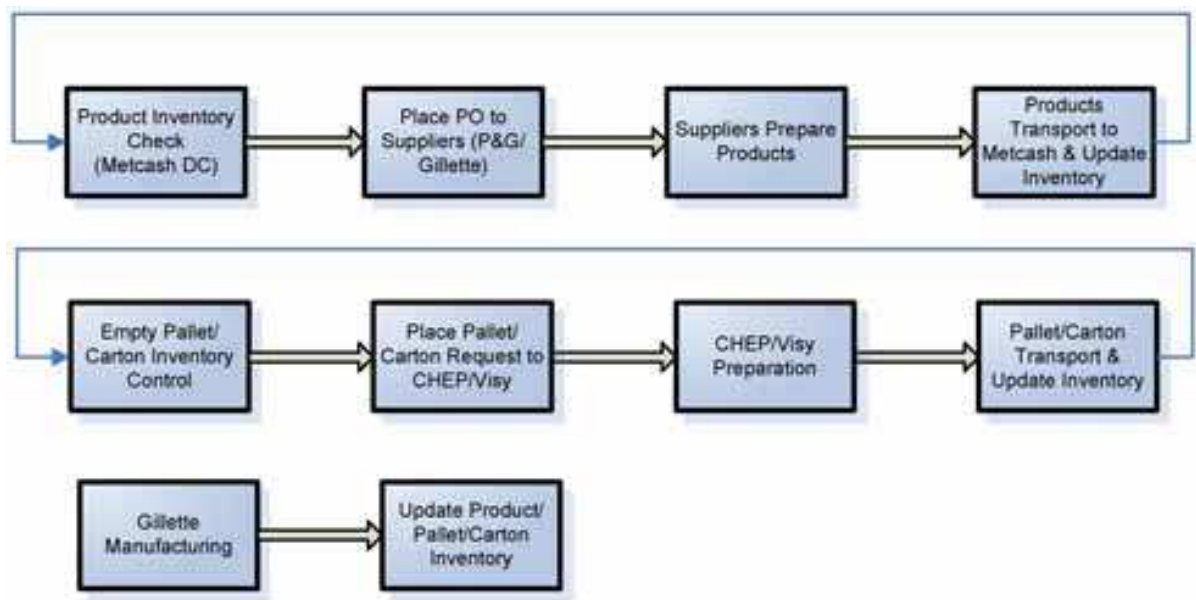 Product Inventory
Check
(Metcash DC)
Place PO to
Suppliers (P&G/
Gillette)
Suppliers Prepare
Products
Products
Transport to
Metcash & Update
Inventory
Empty Pallet/
Carton Inventory
Control
Place Pallet/
Carton Request to
CHEP/Visy
CHEP/Visy
Preparation
Pallet/Carton
Transport &
Update Inventory
Gillette
Manufacturing
Update Product/
Pallet/Carton
Inventory